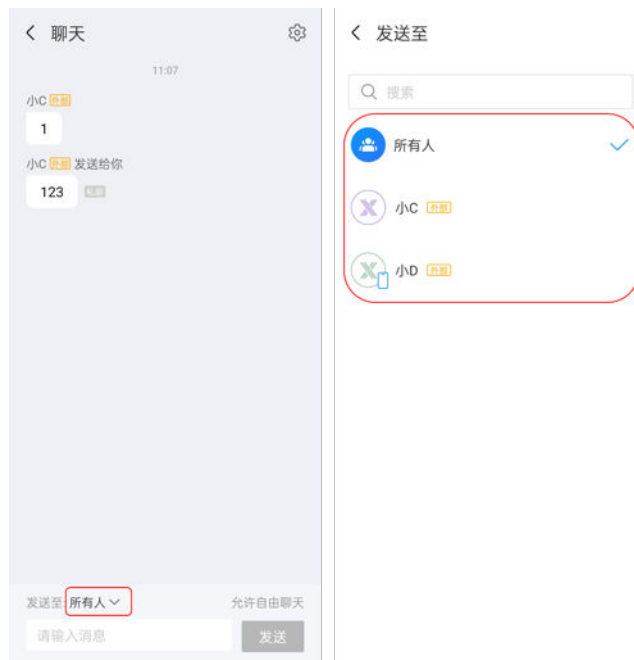 聊天
11:07
小C 外部
1
小C 外部 发送给你
123 私聊
发送至: 所有人
允许自由聊天
请输入消息
发送
发送至
搜索
所有人
小C 外部
小D 外部